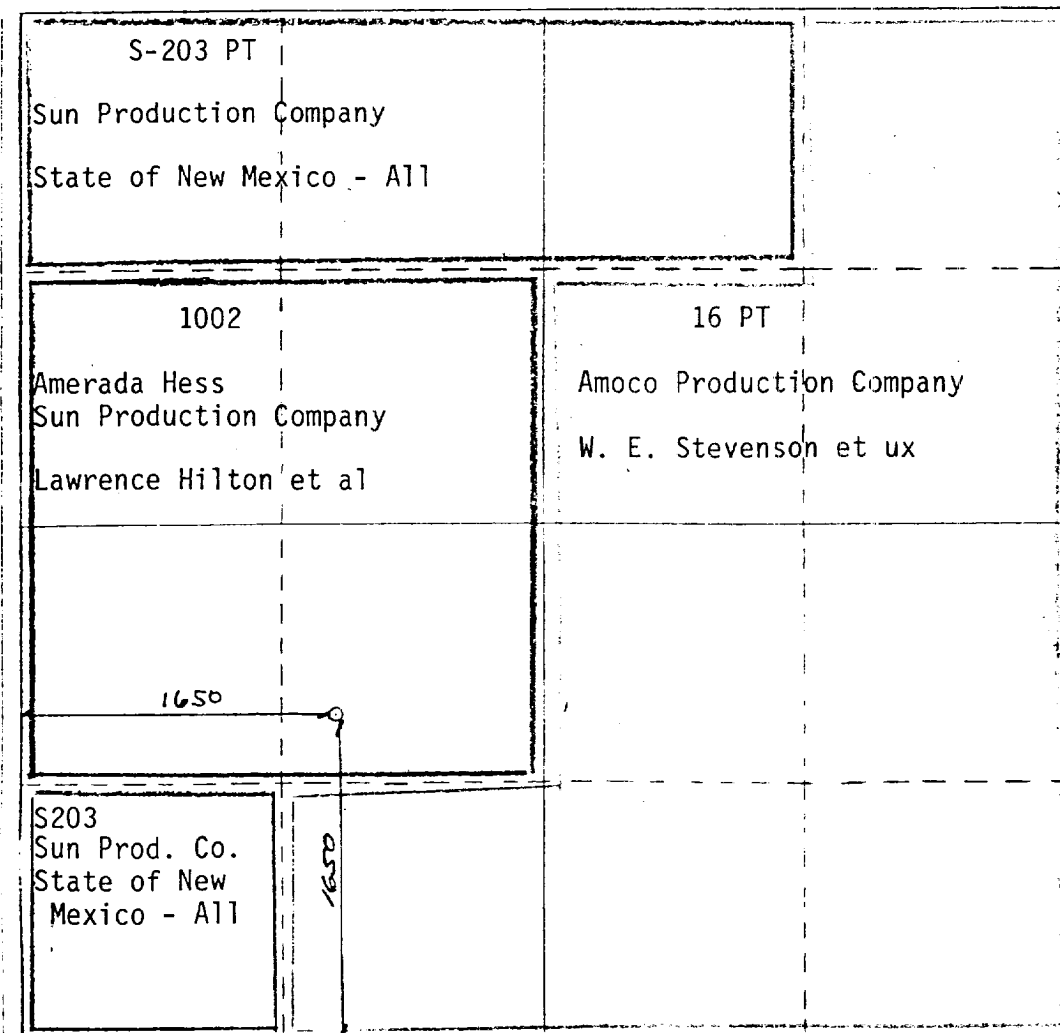 S-203 PT
Sun Production Company
State of New Mexico - All
1002
Amerada Hess
Sun Production Company
Lawrence Hilton et al
16 PT
Amoco Production Company
W. E. Stevenson et ux
1650
1650
S203
Sun Prod. Co.
State of New
Mexico - All